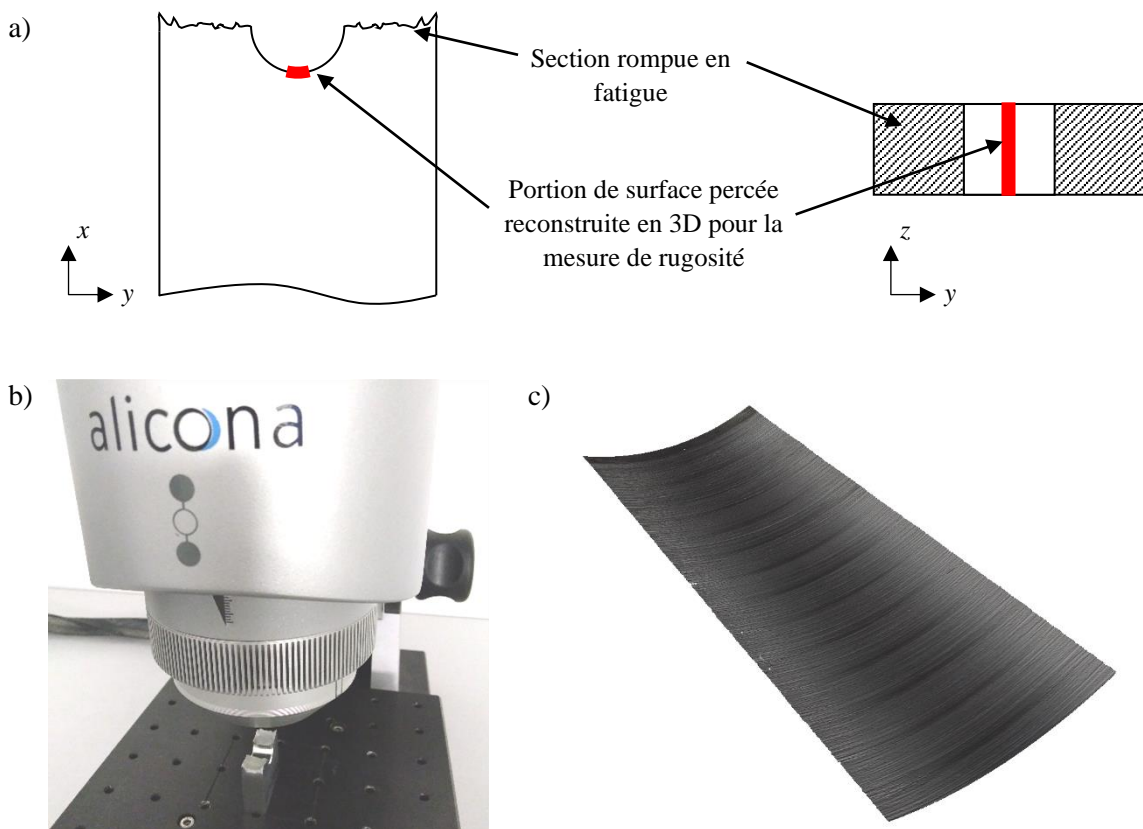 a)
Section rompue en
fatigue
Portion de surface percée
reconstruite en 3D pour la
mesure de rugosité
x
y
z
y
b)
alicona
c)